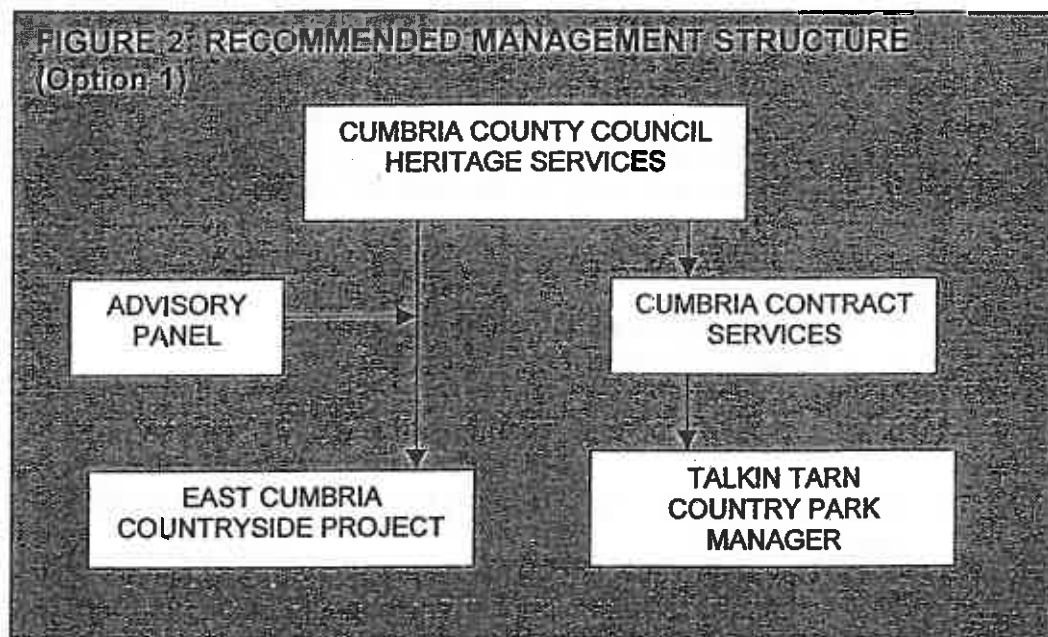 FIGURE 2: RECOMMENDED MANAGEMENT STRUCTURE
(Option 1)
CUMBRIA COUNTY COUNCIL
HERITAGE SERVICES
ADVISORY
PANEL
CUMBRIA CONTRACT
SERVICES
EAST CUMBRIA
COUNTRYSIDE PROJECT
TALKIN TARN
COUNTRY PARK
MANAGER